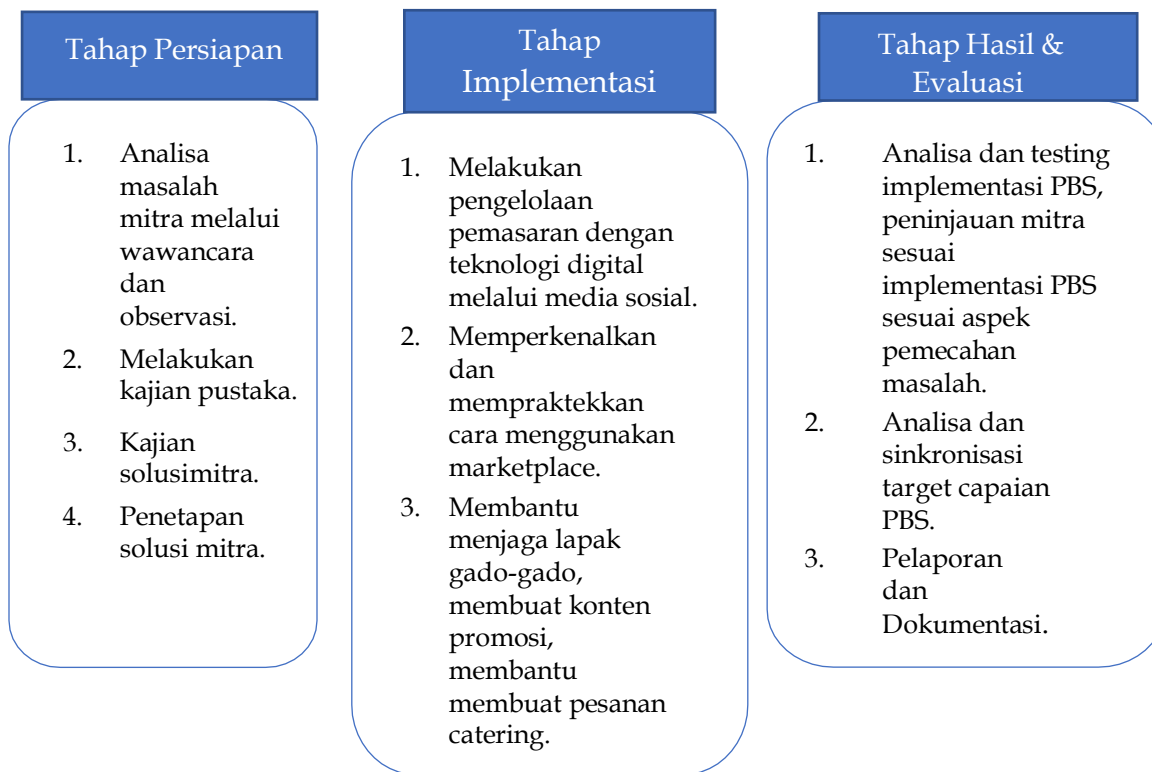 Tahap Persiapan
1. Analisa
masalah
mitra melalui
wawancara
dan
observasi.
2. Melakukan
kajian pustaka.
3. Kajian
solusimitra.
4. Penetapan
solusi mitra.
Tahap
Implementasi
1. Melakukan
pengelolaan
pemasaran dengan
teknologi digital
melalui media sosial.
2. Memperkenalkan
dan
mempraktekkan
cara menggunakan
marketplace.
3. Membantu
menjaga lapak
gado-gado,
membuat konten
promosi,
membantu
membuat pesanan
catering.
Tahap Hasil &
Evaluasi
1. Analisa dan testing
implementasi PBS,
peninjauan mitra
sesuai
implementasi PBS
sesuai aspek
pemecahan
masalah.
2. Analisa dan
sinkronisasi
target capaian
PBS.
3. Pelaporan
dan
Dokumentasi.